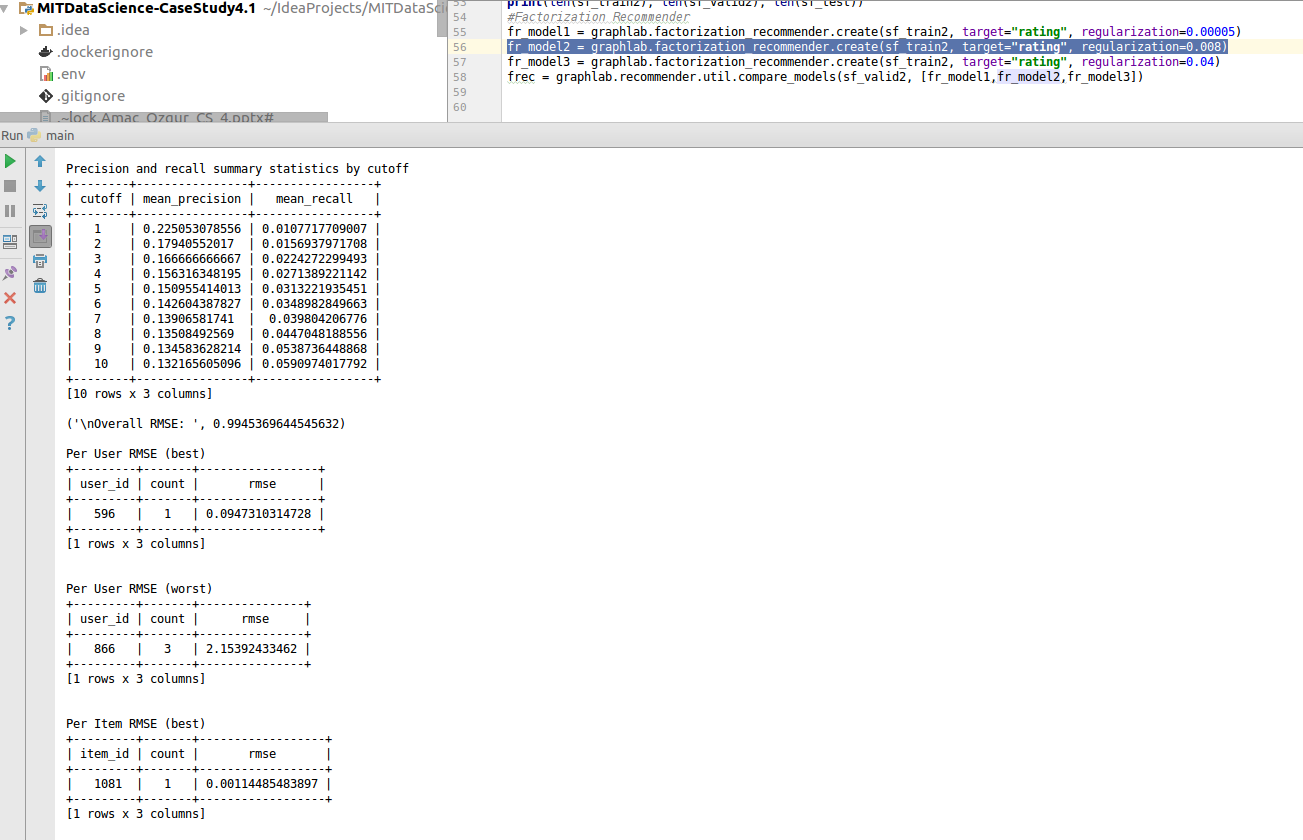 MITDataScience-CaseStudy4.1 ~/IdeaProjects/MITDataSci
.idea
.dockerignore
.env
.gitignore
.~lock.Amac_Ozgur_CS_4.pptx#
53 print(len(sf_train2), len(sf_valid2), len(sf_test))
54 #Factorization Recommender
55 fr_model1 = graphlab.factorization_recommender.create(sf_train2, target="rating", regularization=0.00005)
56 fr_model2 = graphlab.factorization_recommender.create(sf_train2, target="rating", regularization=0.008)
57 fr_model3 = graphlab.factorization_recommender.create(sf_train2, target="rating", regularization=0.04)
58 frec = graphlab.recommender.util.compare_models(sf_valid2, [fr_model1,fr_model2,fr_model3])
59
60
Run main
Precision and recall summary statistics by cutoff
+--------+----------------+-----------------+
| cutoff | mean_precision |   mean_recall   |
+--------+----------------+-----------------+
|   1    | 0.225053078556 | 0.0107717709007 |
|   2    | 0.17940552017  | 0.0156937971708 |
|   3    | 0.166666666667 | 0.0224272299493 |
|   4    | 0.156316348195 | 0.0271389221142 |
|   5    | 0.150955414013 | 0.0313221935451 |
|   6    | 0.142604387827 | 0.0348982849663 |
|   7    | 0.13906581741  |  0.039804206776 |
|   8    | 0.13508492569  | 0.0447048188556 |
|   9    | 0.134583628214 | 0.0538736448868 |
|   10   | 0.132165605096 | 0.0590974017792 |
+--------+----------------+-----------------+
[10 rows x 3 columns]
('\nOverall RMSE: ', 0.9945369644545632)
Per User RMSE (best)
+---------+-------+-----------------+
| user_id | count |       rmse      |
+---------+-------+-----------------+
|   596   |   1   | 0.0947310314728 |
+---------+-------+-----------------+
[1 rows x 3 columns]
Per User RMSE (worst)
+---------+-------+---------------+
| user_id | count |      rmse     |
+---------+-------+---------------+
|   866   |   3   | 2.15392433462 |
+---------+-------+---------------+
[1 rows x 3 columns]
Per Item RMSE (best)
+---------+-------+------------------+
| item_id | count |       rmse       |
+---------+-------+------------------+
|   1081  |   1   | 0.00114485483897 |
+---------+-------+------------------+
[1 rows x 3 columns]